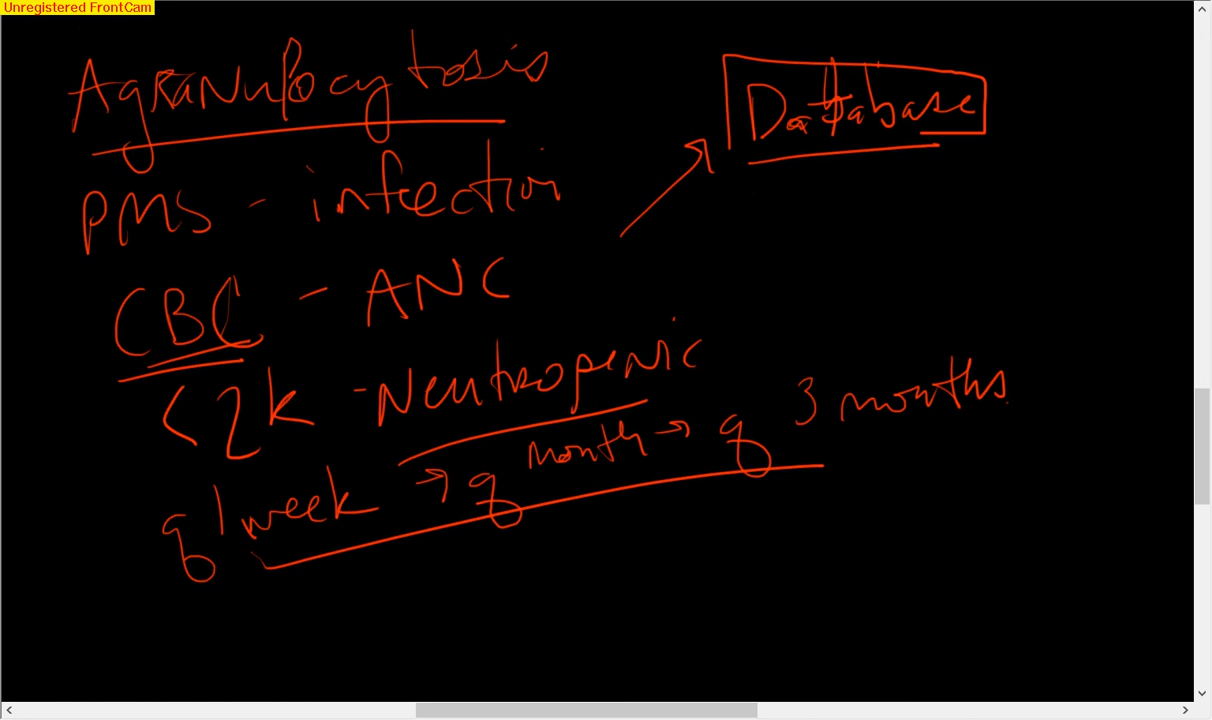 Unregistered FrontCam
Agranulocytosis
Database
PMS - infection
CBC - ANC
<2k - Neutropenic
q 1 week → q month → q 3 months.